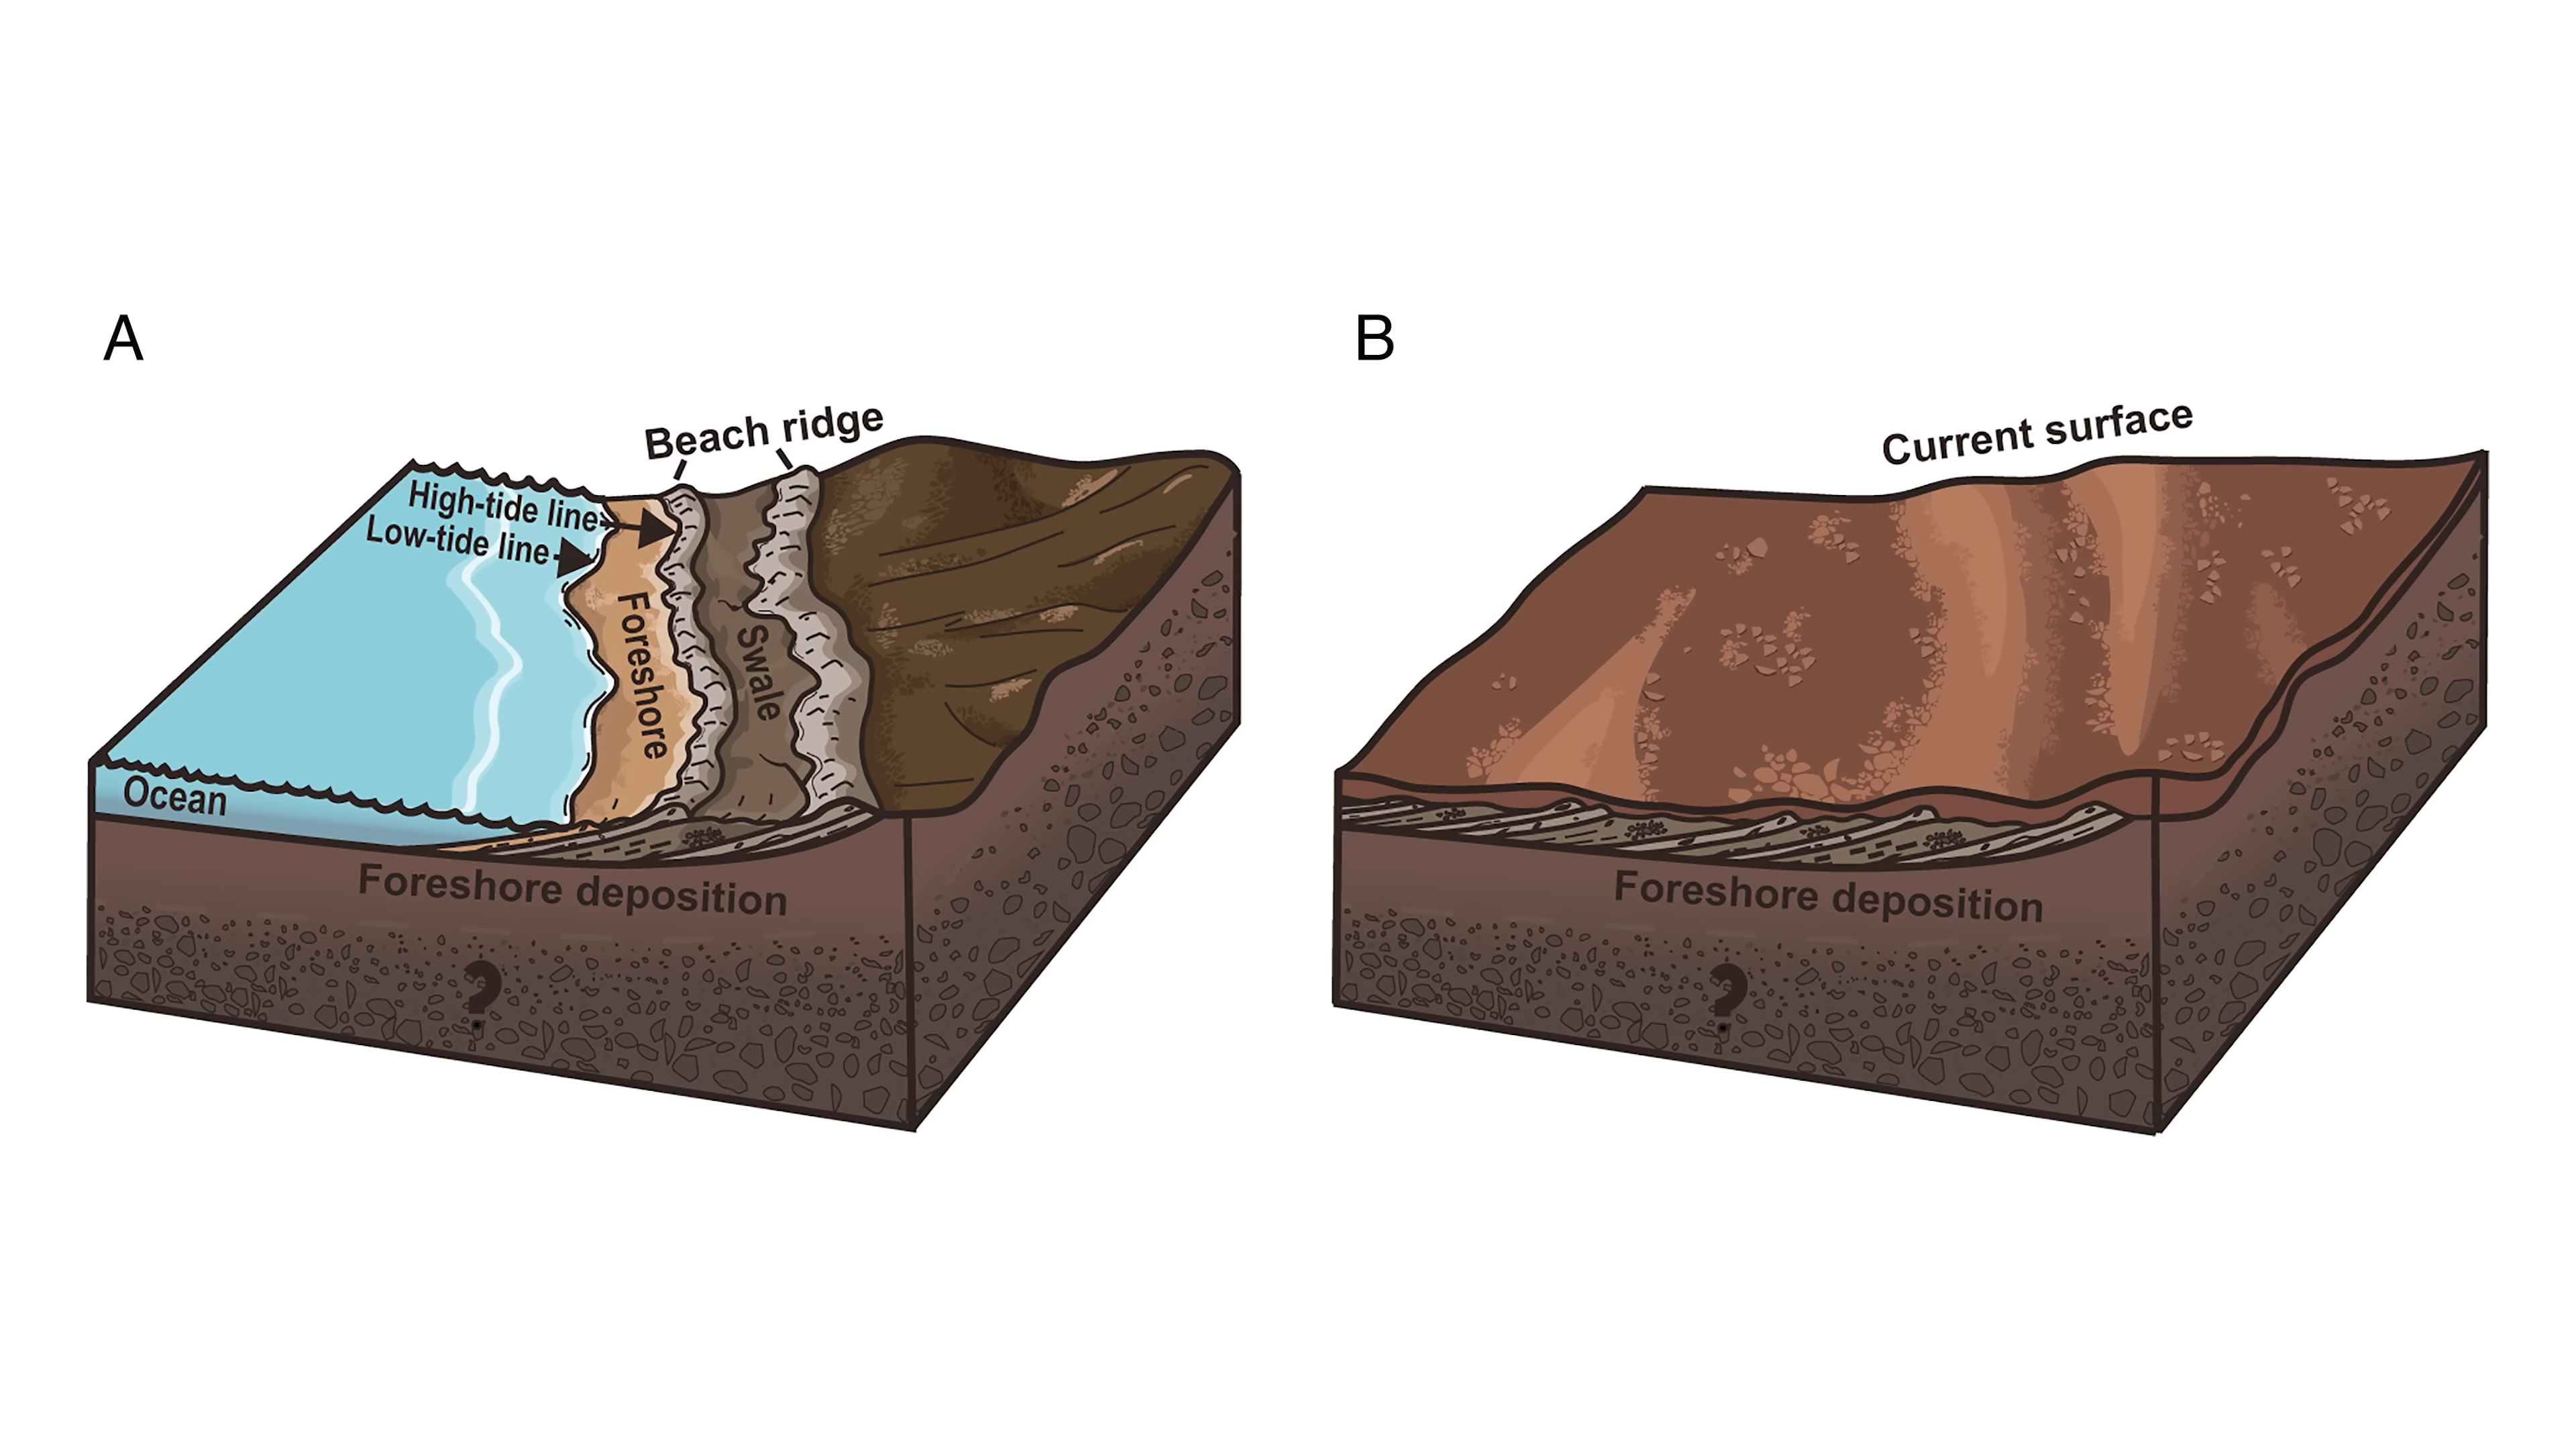 A
B
Beach ridge
Current surface
High-tide line
Low-tide line
Foreshore
Swale
Ocean
Foreshore deposition
Foreshore deposition
?
?